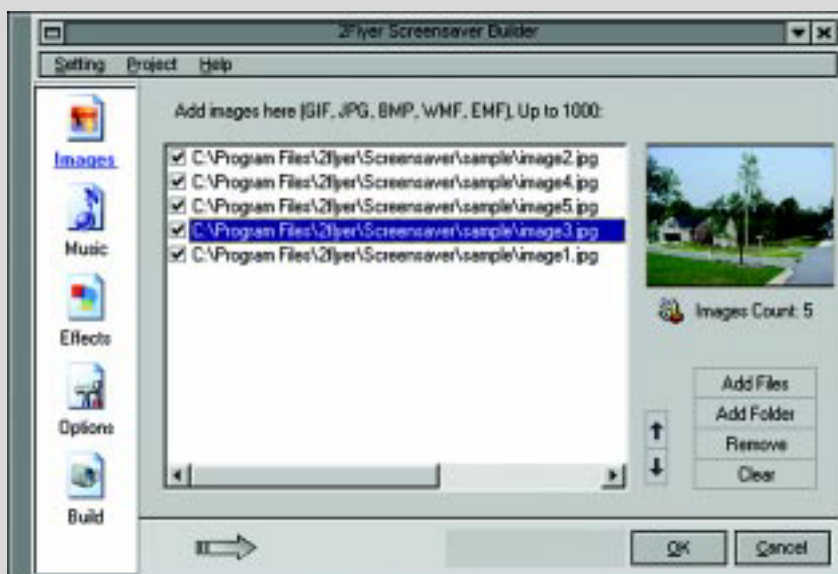 2Flyer Screensaver Builder
Setting Project Help
Images
Music
Effects
Options
Build
Add images here (GIF, JPG, BMP, WMF, EMF), Up to 1000:
C:\Program Files\2flyer\Screensaver\sample\image2.jpg
C:\Program Files\2flyer\Screensaver\sample\image4.jpg
C:\Program Files\2flyer\Screensaver\sample\image5.jpg
C:\Program Files\2flyer\Screensaver\sample\image3.jpg
C:\Program Files\2flyer\Screensaver\sample\image1.jpg
Images Count: 5
Add Files
Add Folder
Remove
Clear
OK Cancel